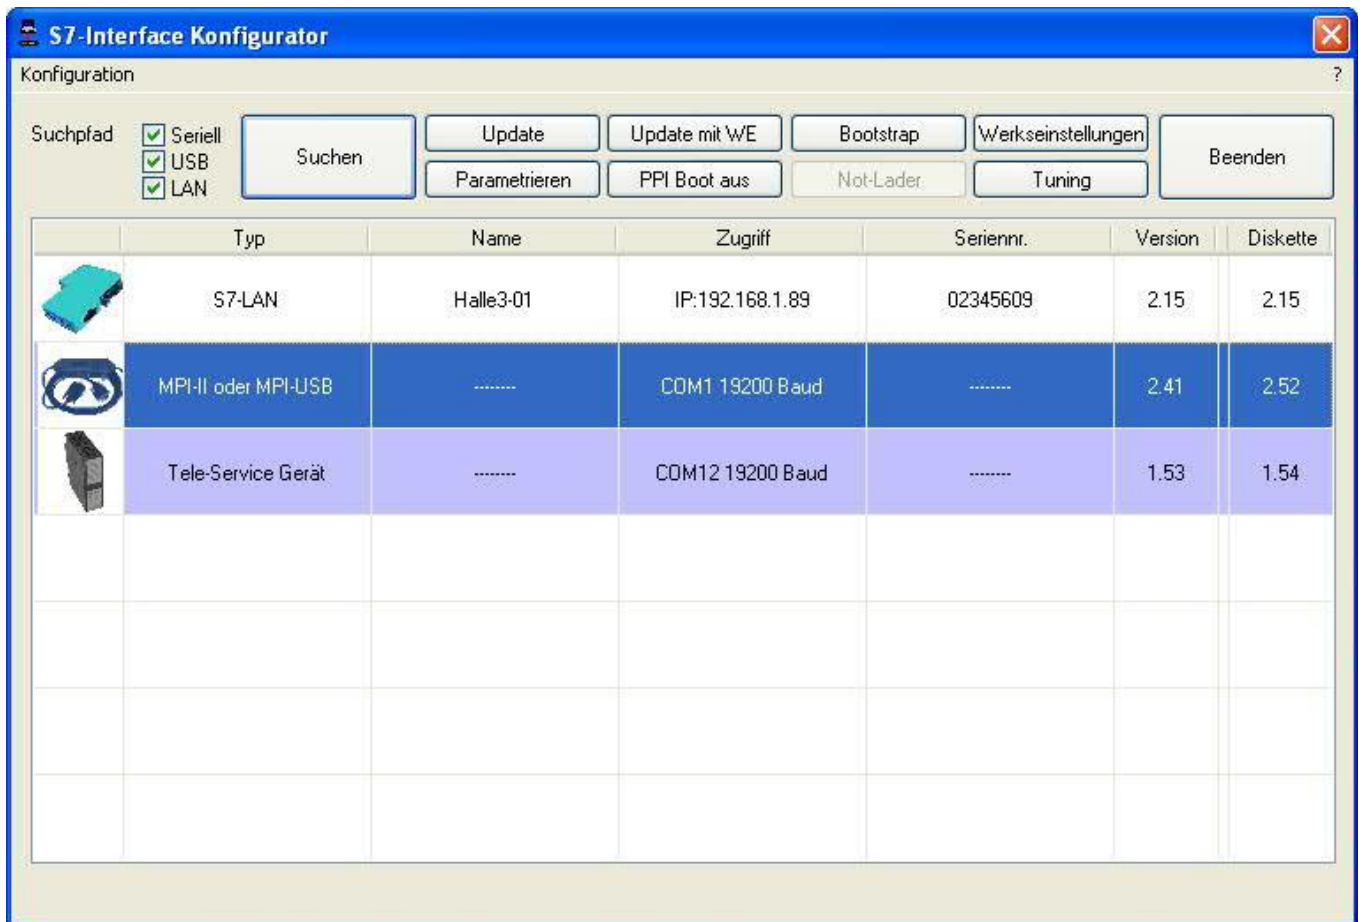 S7-Interface Konfigurator
Konfiguration ?
Suchpfad
Seriell
USB
LAN
Suchen
Update Update mit WE Bootstrap Werkseinstellungen
Parametrieren PPI Boot aus Not-Lader Tuning
Beenden
Typ Name Zugriff Seriennr. Version Diskette
S7-LAN Halle3-01 IP:192.168.1.89 02345609 2.15 2.15
MPI-II oder MPI-USB -------- COM1 19200 Baud -------- 2.41 2.52
Tele-Service Gerät -------- COM12 19200 Baud -------- 1.53 1.54